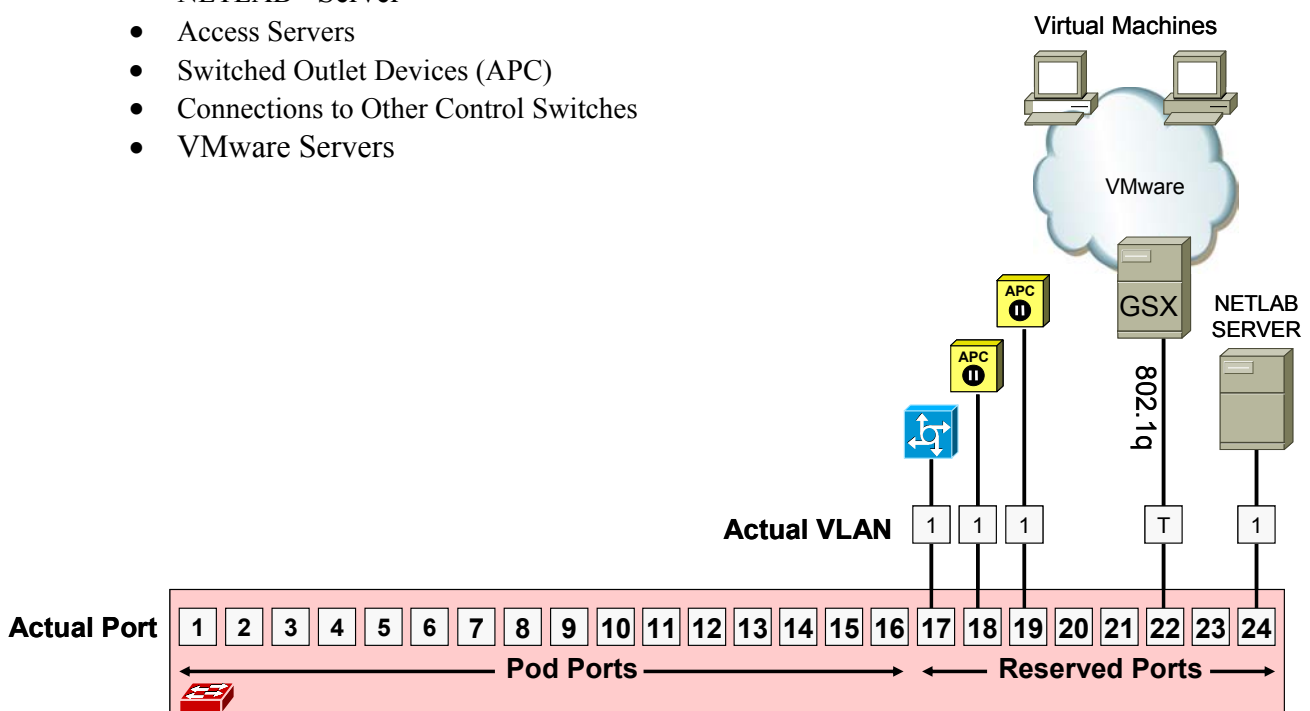 • Access Servers
• Switched Outlet Devices (APC)
• Connections to Other Control Switches
• VMware Servers
Virtual Machines
VMware
APC
GSX
NETLAB
SERVER
APC
802.1q
Actual VLAN 1 1 1 T 1
Actual Port 1 2 3 4 5 6 7 8 9 10 11 12 13 14 15 16 17 18 19 20 21 22 23 24
Pod Ports Reserved Ports